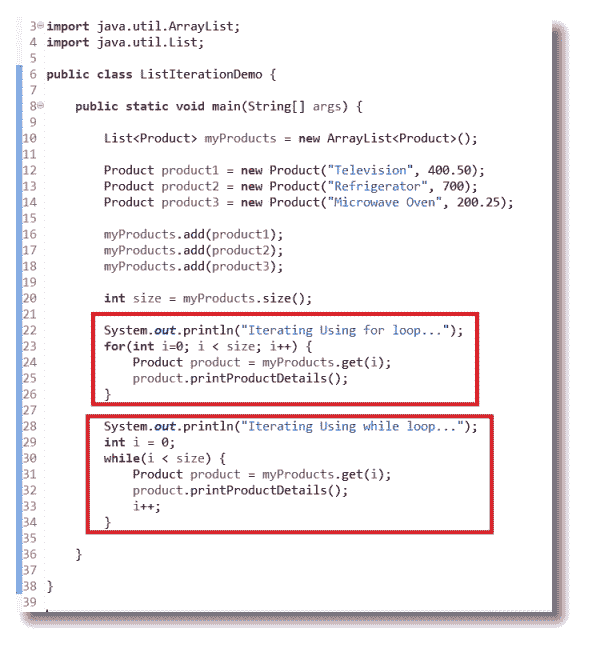 3 import java.util.ArrayList;
4 import java.util.List;
5
6 public class ListIterationDemo {
7
8     public static void main(String[] args) {
9
10         List<Product> myProducts = new ArrayList<Product>();
11
12         Product product1 = new Product("Television", 400.50);
13         Product product2 = new Product("Refrigerator", 700);
14         Product product3 = new Product("Microwave Oven", 200.25);
15
16         myProducts.add(product1);
17         myProducts.add(product2);
18         myProducts.add(product3);
19
20         int size = myProducts.size();
21
22         System.out.println("Iterating Using for loop...");
23         for(int i=0; i < size; i++) {
24             Product product = myProducts.get(i);
25             product.printProductDetails();
26         }
27
28         System.out.println("Iterating Using while loop...");
29         int i = 0;
30         while(i < size) {
31             Product product = myProducts.get(i);
32             product.printProductDetails();
33             i++;
34         }
35
36     }
37
38 }
39